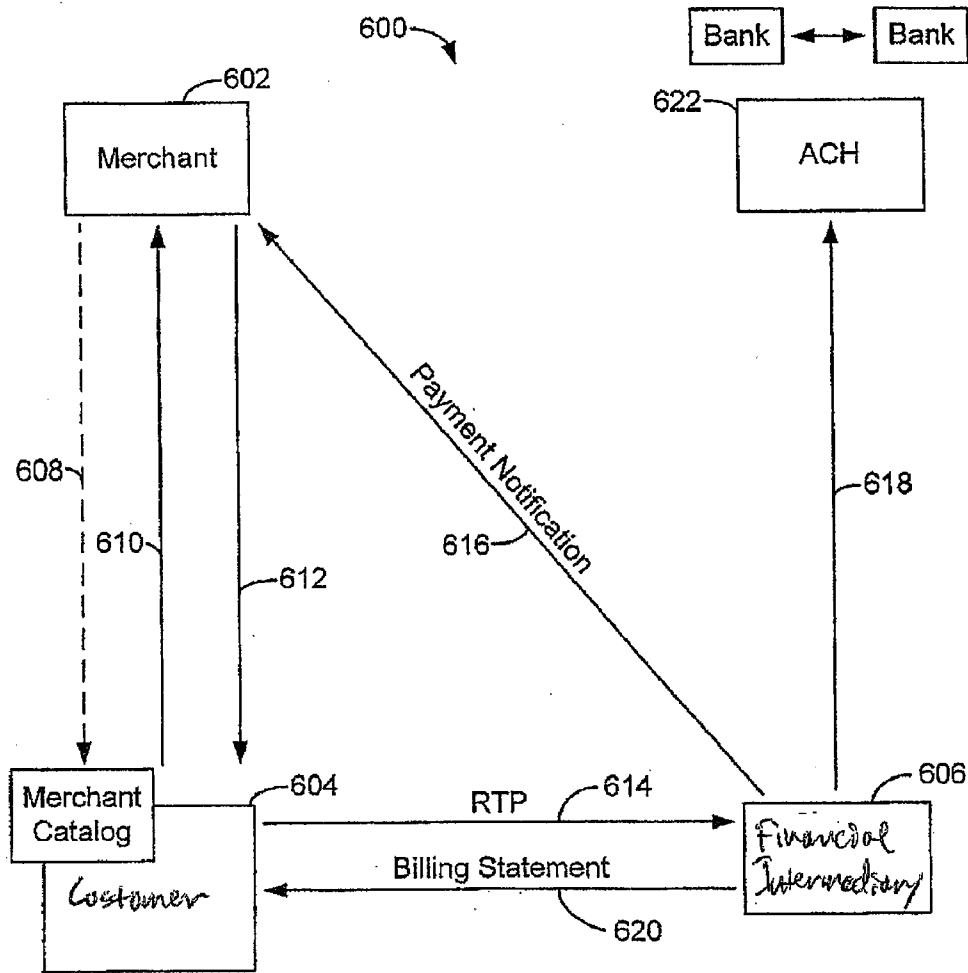 600
Bank
Bank
602
622
Merchant
ACH
Payment Notification
608
610
612
616
618
604
606
Merchant
Catalog
RTP
614
Financial
Intermediary
Customer
Billing Statement
620